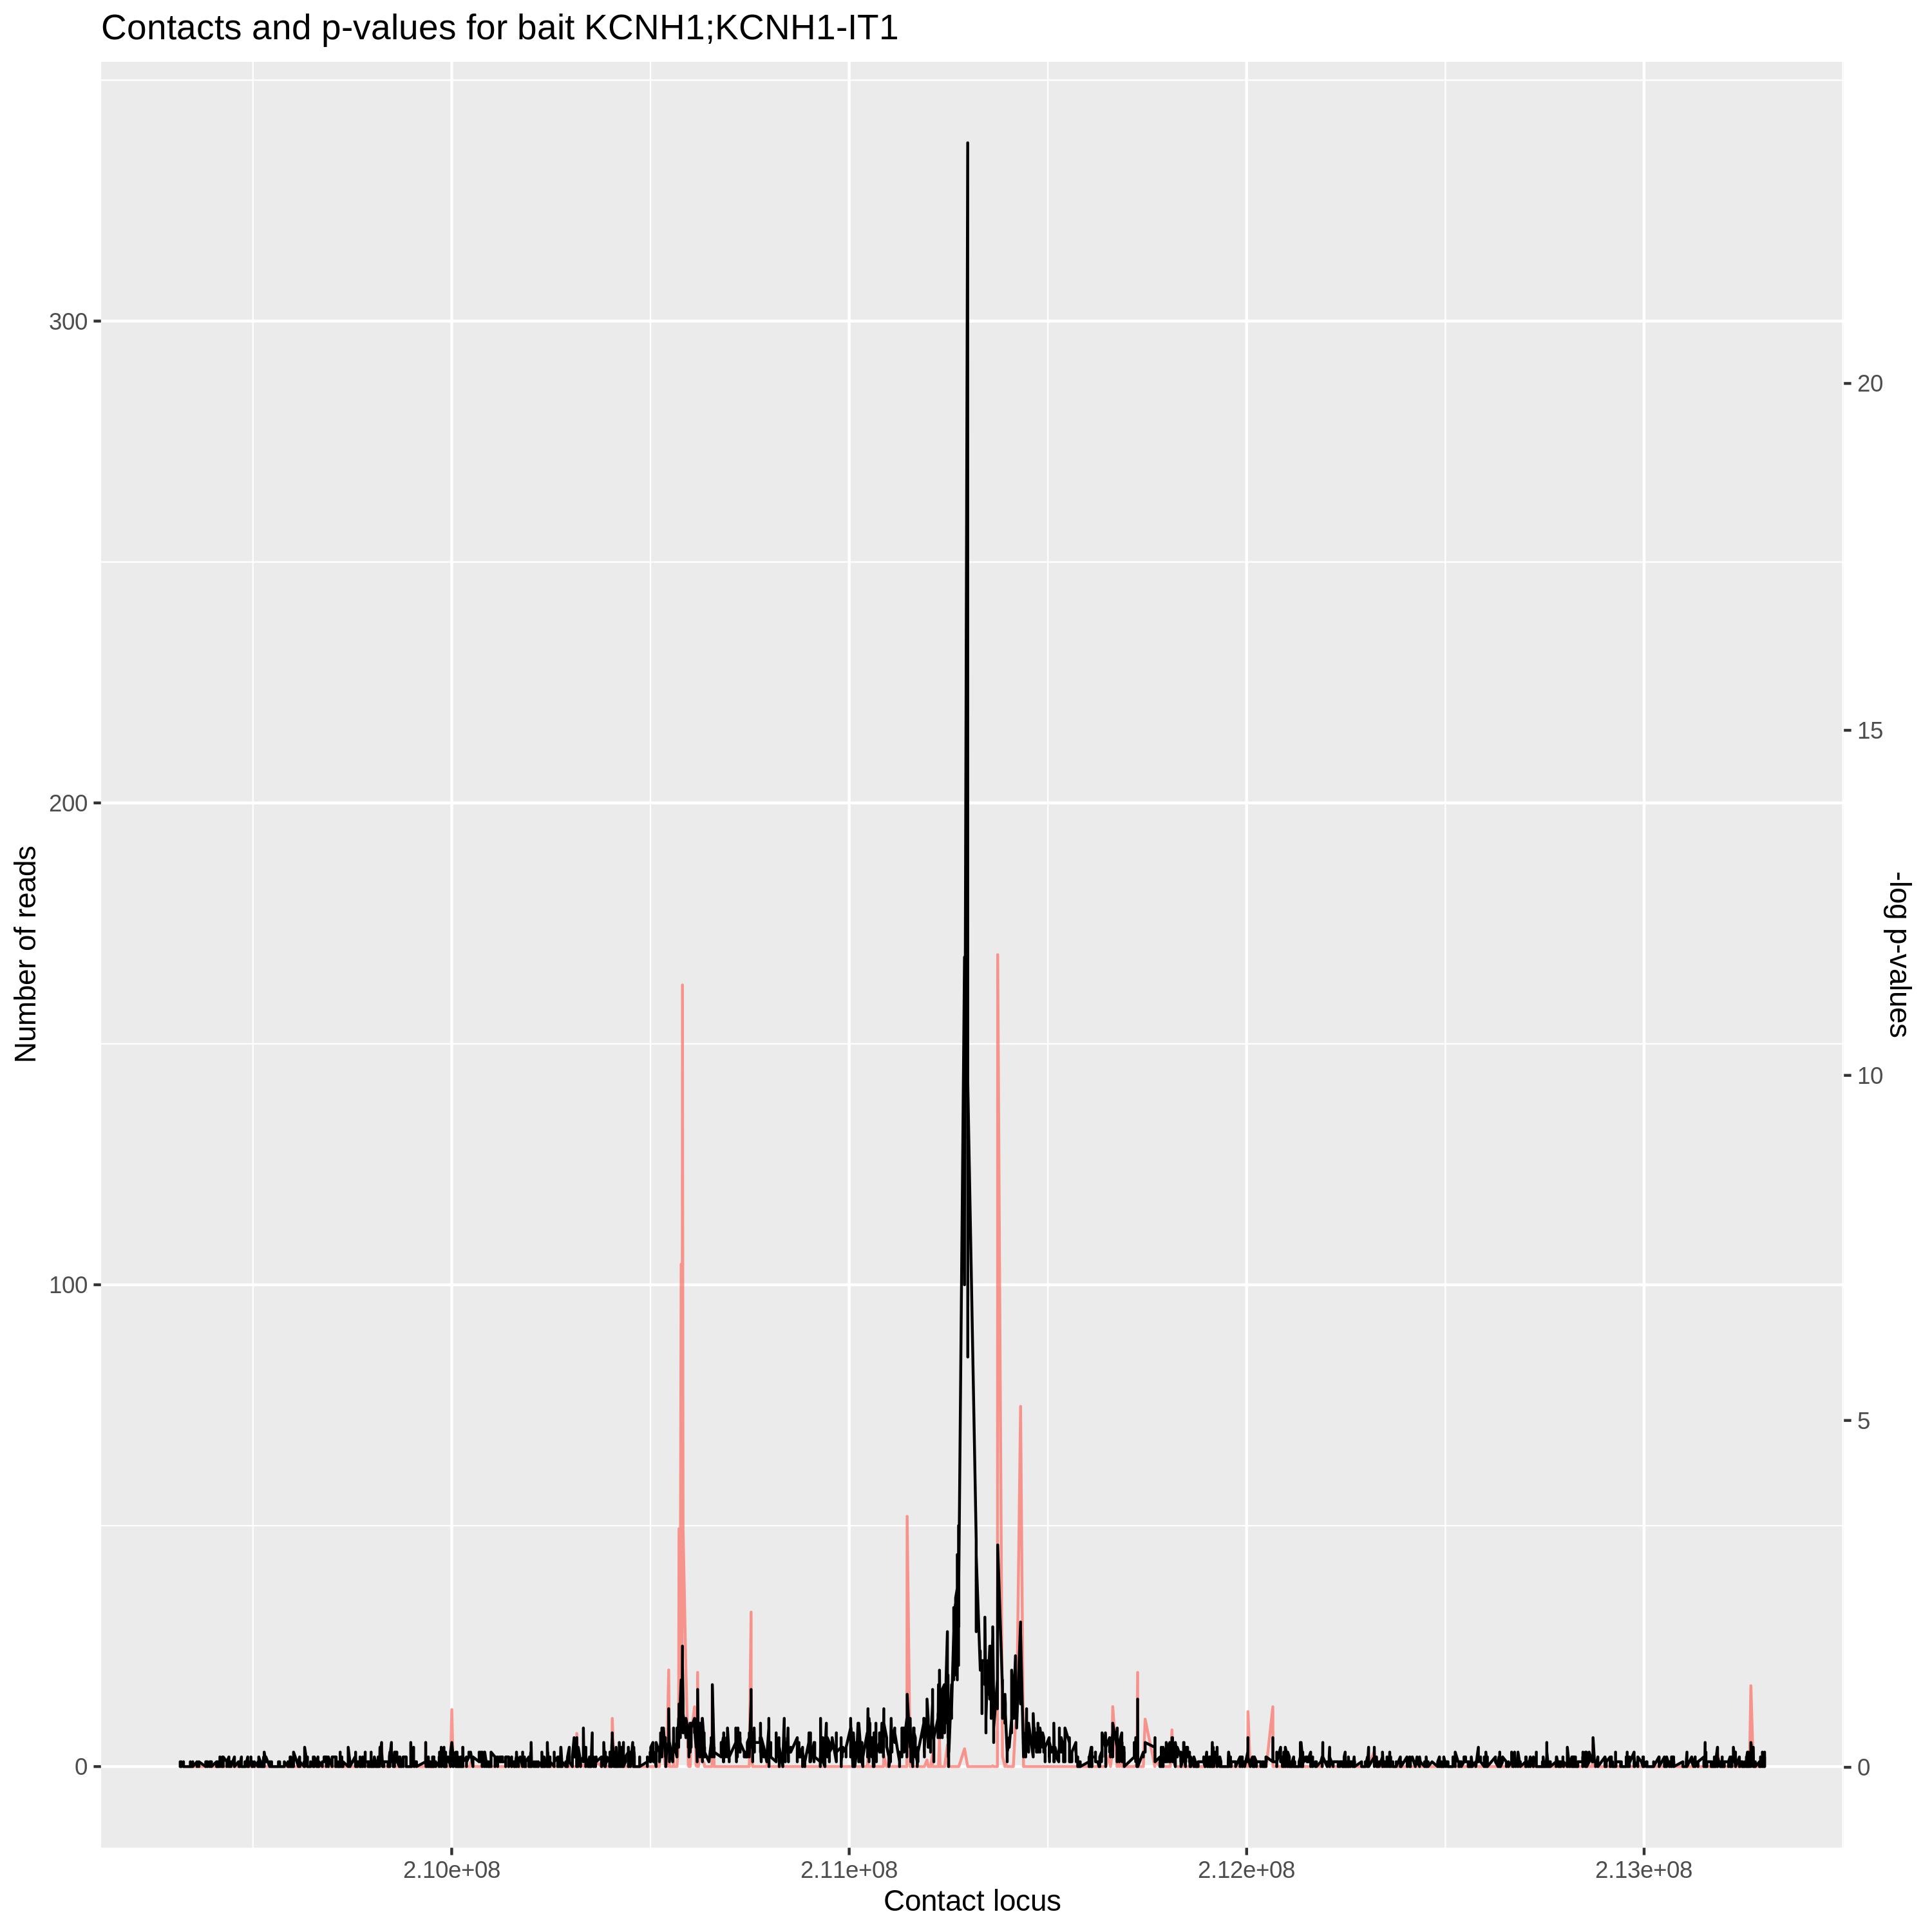 Contacts and p-values for bait KCNH1;KCNH1-IT1
300
200
100
0
Number of reads
20
15
10
5
0
-log p-values
2.10e+08
2.11e+08
2.12e+08
2.13e+08
Contact locus